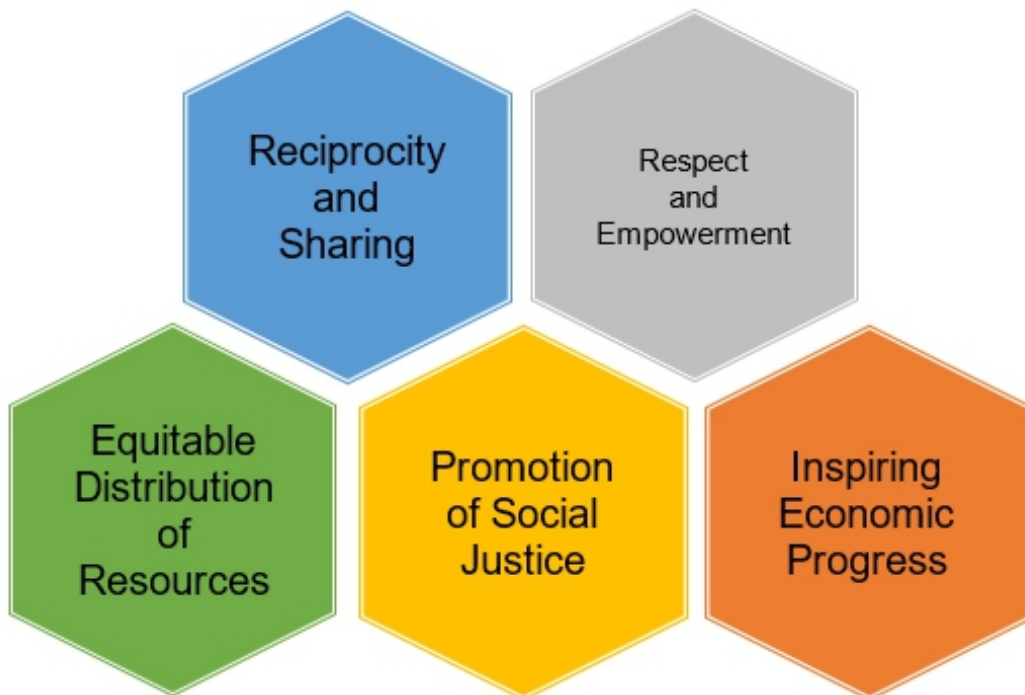 Reciprocity
and
Sharing
Respect
and
Empowerment
Equitable
Distribution
of
Resources
Promotion
of Social
Justice
Inspiring
Economic
Progress